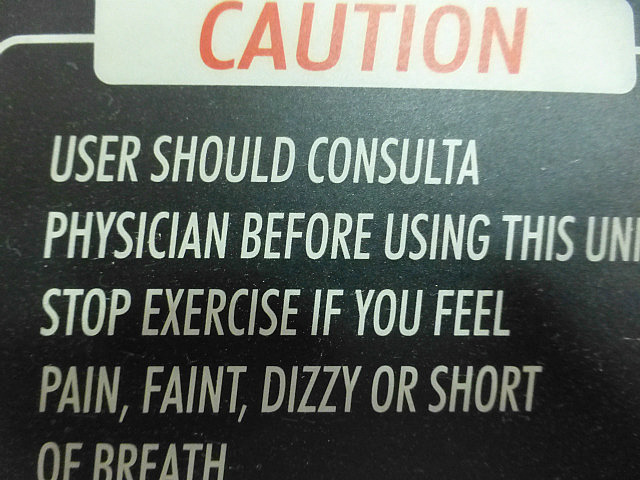 CAUTION
USER SHOULD CONSULTA
PHYSICIAN BEFORE USING THIS UNI
STOP EXERCISE IF YOU FEEL
PAIN, FAINT, DIZZY OR SHORT
OF BREATH